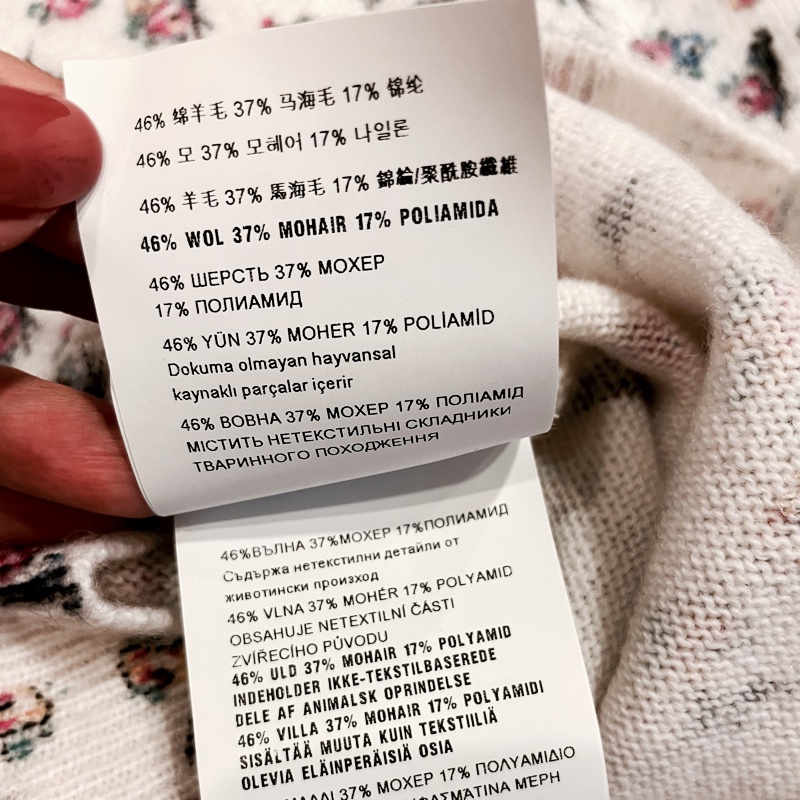 46% 绵羊毛 37% 马海毛 17% 锦纶
46% 모 37% 모헤어 17% 나일론
46% 羊毛 37% 馬海毛 17% 錦綸/聚酰胺纖維
46% WOL 37% MOHAIR 17% POLIAMIDA
46% ШЕРСТЬ 37% МОХЕР
17% ПОЛИАМИД
46% YÜN 37% MOHER 17% POLİAMİD
Dokuma olmayan hayvansal
kaynaklı parçalar içerir
46% ВОВНА 37% МОХЕР 17% ПОЛІАМІД
МІСТИТЬ НЕТЕКСТИЛЬНІ СКЛАДНИКИ
ТВАРИННОГО ПОХОДЖЕННЯ
46%ВЪЛНА 37%МОХЕР 17%ПОЛИАМИД
Съдържа нетекстилни детайли от
животински произход
46% VLNA 37% MOHÉR 17% POLYAMID
OBSAHUJE NETEXTILNÍ ČÁSTI
ZVÍŘECÍHO PŮVODU
46% ULD 37% MOHAIR 17% POLYAMID
INDEHOLDER IKKE-TEKSTILBASEREDE
DELE AF ANIMALSK OPRINDELSE
46% VILLA 37% MOHAIR 17% POLYAMIDI
SISÄLTÄÄ MUUTA KUIN TEKSTIILIÄ
OLEVIA ELÄINPERÄISIÄ OSIA
37% ΜΟΧΕΡ 17% ΠΟΛΥΑΜΙΔΙΟ
ΜΕΡΗ